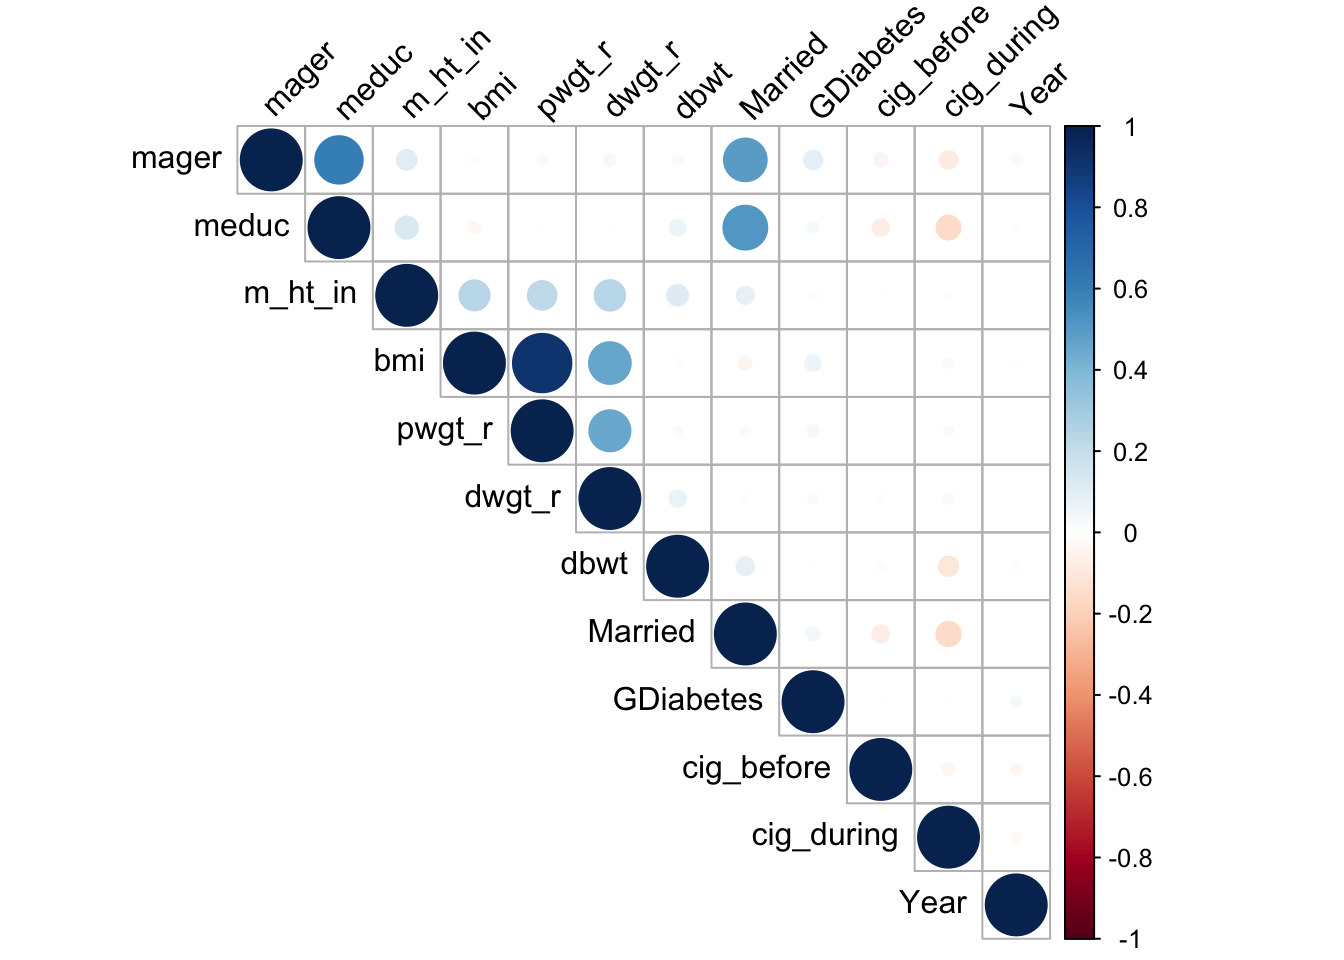 mager
meduc
m_ht_in
bmi
pwgt_r
dwgt_r
dbwt
Married
GDiabetes
cig_before
cig_during
Year
mager
meduc
m_ht_in
bmi
pwgt_r
dwgt_r
dbwt
Married
GDiabetes
cig_before
cig_during
Year
1
0.8
0.6
0.4
0.2
0
-0.2
-0.4
-0.6
-0.8
-1